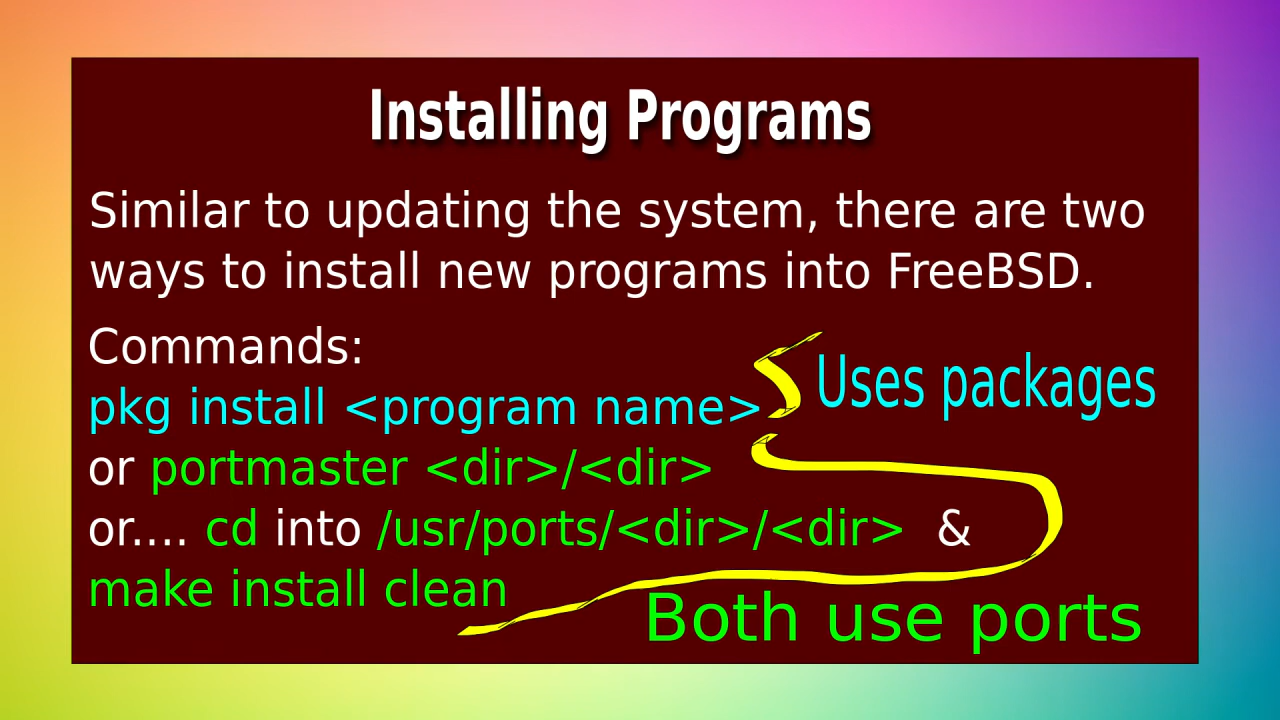 Installing Programs
Similar to updating the system, there are two
ways to install new programs into FreeBSD.
Commands:
pkg install <program name>
Uses packages
or portmaster <dir>/<dir>
or.... cd into /usr/ports/<dir>/<dir> &
make install clean
Both use ports